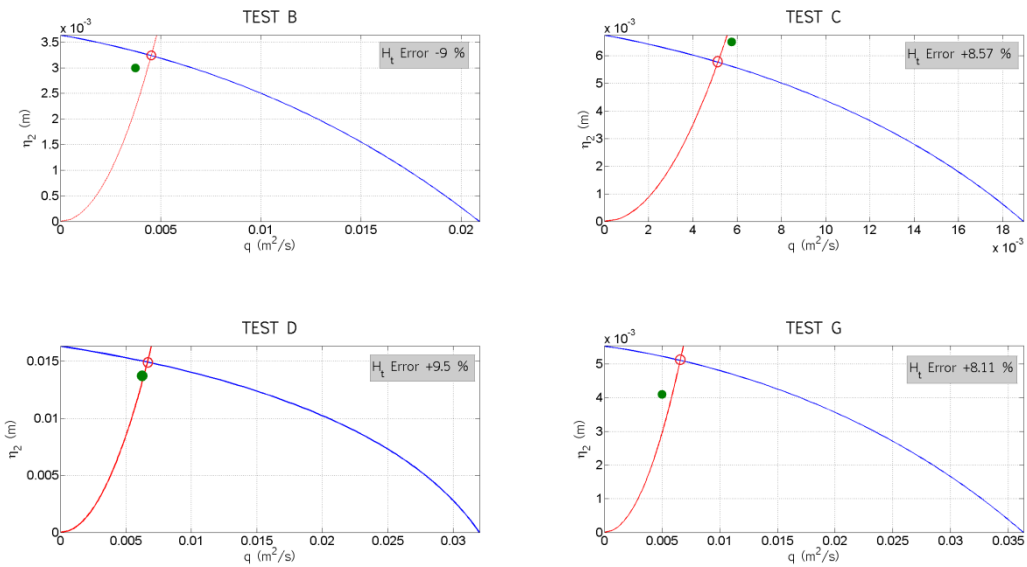 TEST B
x 10⁻³
3.5
3
2.5
2
1.5
1
0.5
0
η₂ (m)
Hₜ Error -9 %
0 0.005 0.01 0.015 0.02
q (m²/s)
TEST C
x 10⁻³
6
5
4
3
2
1
0
η₂ (m)
Hₜ Error +8.57 %
0 2 4 6 8 10 12 14 16 18
q (m²/s)
x 10⁻³
TEST D
0.015
0.01
0.005
0
η₂ (m)
Hₜ Error +9.5 %
0 0.005 0.01 0.015 0.02 0.025 0.03
q (m²/s)
TEST G
x 10⁻³
5
4
3
2
1
0
η₂ (m)
Hₜ Error +8.11 %
0 0.005 0.01 0.015 0.02 0.025 0.03 0.035
q (m²/s)